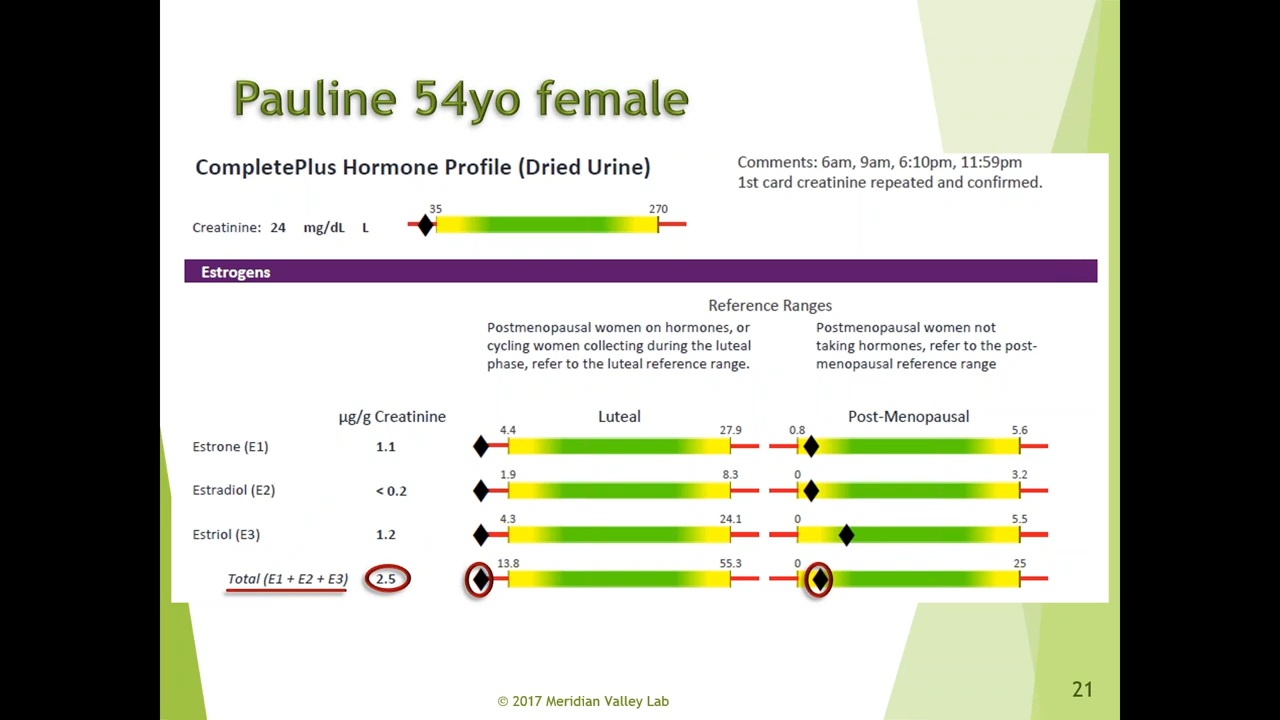 Pauline 54yo female
CompletePlus Hormone Profile (Dried Urine)
Comments: 6am, 9am, 6:10pm, 11:59pm
1st card creatinine repeated and confirmed.
35 270
Creatinine: 24 mg/dL L
Estrogens
Reference Ranges
Postmenopausal women on hormones, or
cycling women collecting during the luteal
phase, refer to the luteal reference range.
Postmenopausal women not
taking hormones, refer to the post-
menopausal reference range
µg/g Creatinine Luteal Post-Menopausal
4.4 27.9 0.8 5.6
Estrone (E1) 1.1
1.9 8.3 0 3.2
Estradiol (E2) < 0.2
4.3 24.1 0 5.5
Estriol (E3) 1.2
13.8 55.3 0 25
Total (E1 + E2 + E3) 2.5
© 2017 Meridian Valley Lab
21